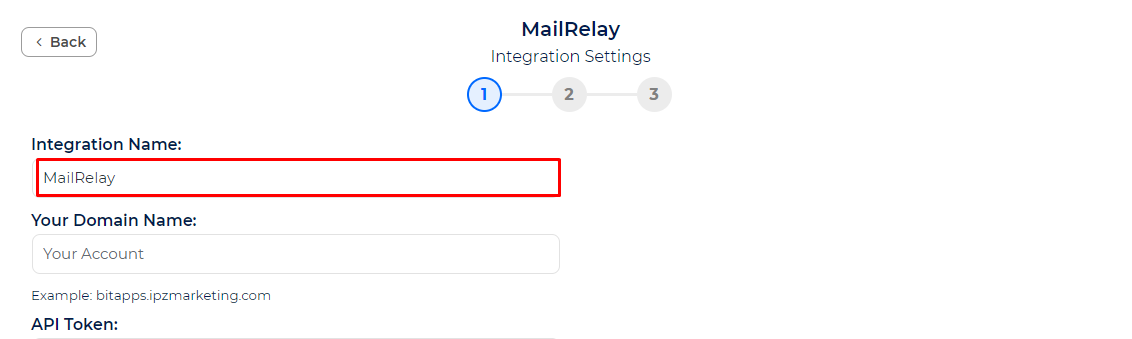 Back
MailRelay
Integration Settings
1 2 3
Integration Name:
MailRelay
Your Domain Name:
Your Account
Example: bitapps.ipzmarketing.com
API Token: